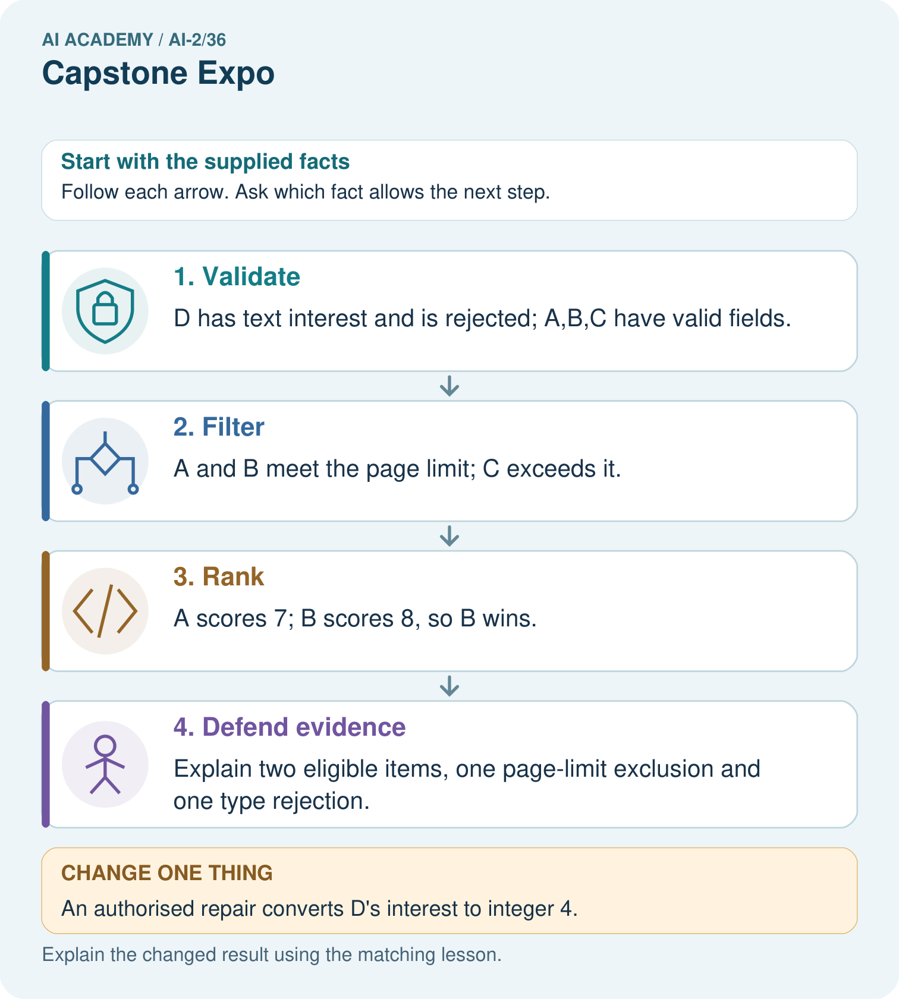 AI ACADEMY / AI-2/36
Capstone Expo
Start with the supplied facts
Follow each arrow. Ask which fact allows the next step.
1. Validate
D has text interest and is rejected; A,B,C have valid fields.
2. Filter
A and B meet the page limit; C exceeds it.
3. Rank
A scores 7; B scores 8, so B wins.
4. Defend evidence
Explain two eligible items, one page-limit exclusion and
one type rejection.
CHANGE ONE THING
An authorised repair converts D's interest to integer 4.
Explain the changed result using the matching lesson.